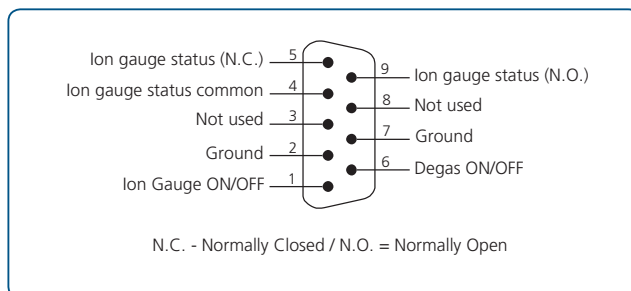 Ion gauge status (N.C.) 5
Ion gauge status common 4
Not used 3
Ground 2
Ion Gauge ON/OFF 1
9 Ion gauge status (N.O.)
8 Not used
7 Ground
6 Degas ON/OFF
N.C. - Normally Closed / N.O. = Normally Open